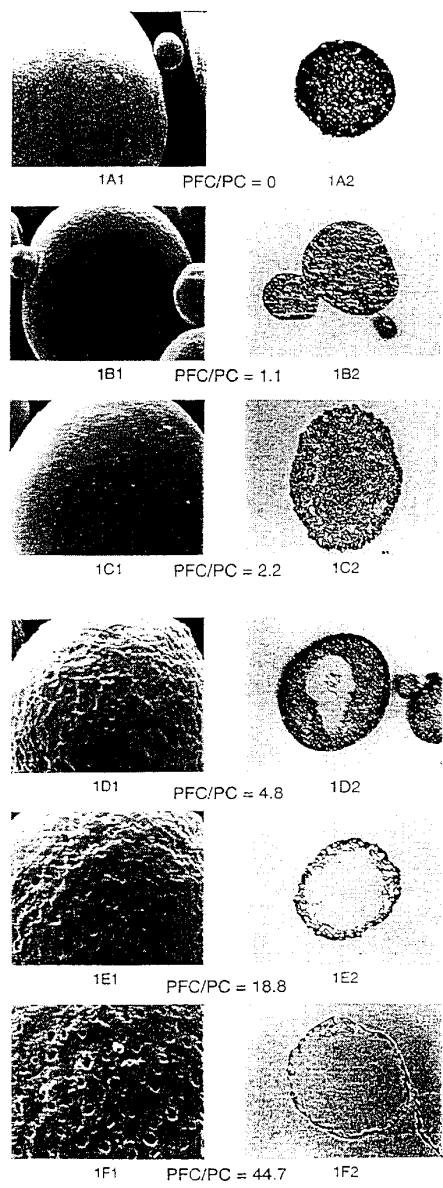 1A1 PFC/PC = 0 1A2
1B1 PFC/PC = 1.1 1B2
1C1 PFC/PC = 2.2 1C2
1D1 PFC/PC = 4.8 1D2
1E1 PFC/PC = 18.8 1E2
1F1 PFC/PC = 44.7 1F2